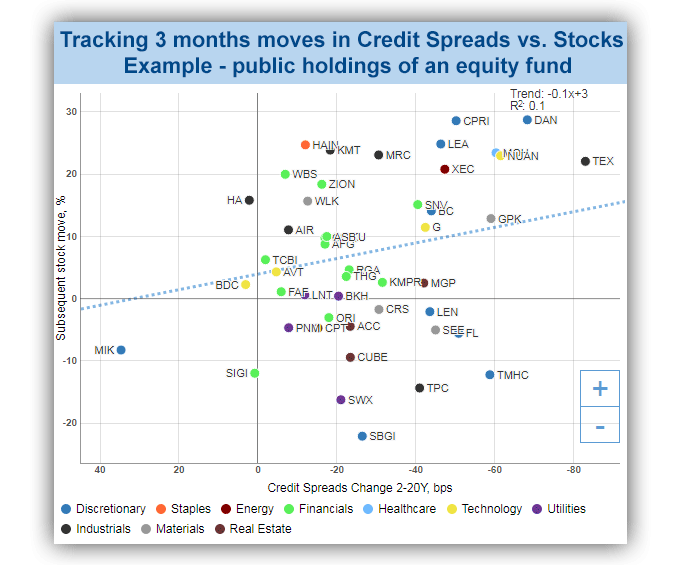 Tracking 3 months moves in Credit Spreads vs. Stocks
Example - public holdings of an equity fund
Trend: -0.1x+3
R²: 0.1
30
CPRI
DAN
HAIN
KMT
LEA
NUAN
MRC
TEX
XEC
20
WBS
ZION
HA
WLK
SNV
BC
GPK
G
AIR
10
AFG
TCBI
AVT
RGA
THG
BDC
KMPR
MGP
FAF
LNT
BKH
0
CRS
LEN
ORI
PNM
CPT
ACC
SEE
FL
MIK
CUBE
-10
SIGI
TMHC
TPC
SWX
-20
SBGI
Subsequent stock move, %
+
-
40
20
0
-20
-40
-60
-80
Credit Spreads Change 2-20Y, bps
Discretionary Staples Energy Financials Healthcare Technology Utilities
Industrials Materials Real Estate